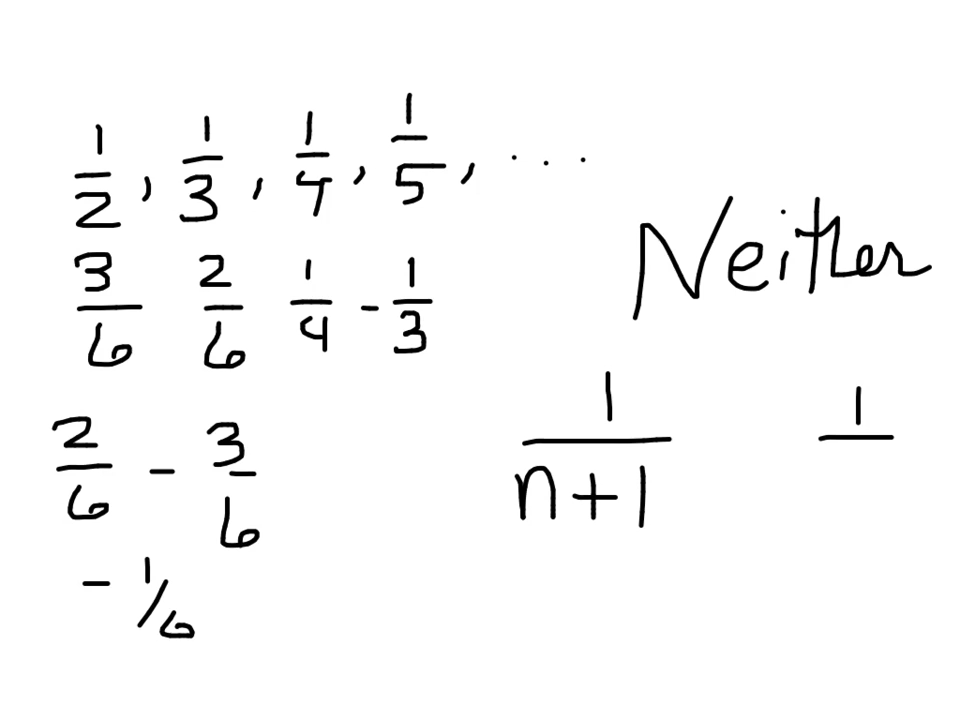 1/2, 1/3, 1/4, 1/5, ...
Neither
3/6 2/6 1/4 - 1/3
1/(n+1) 1/
2/6 - 3/6
- 1/6